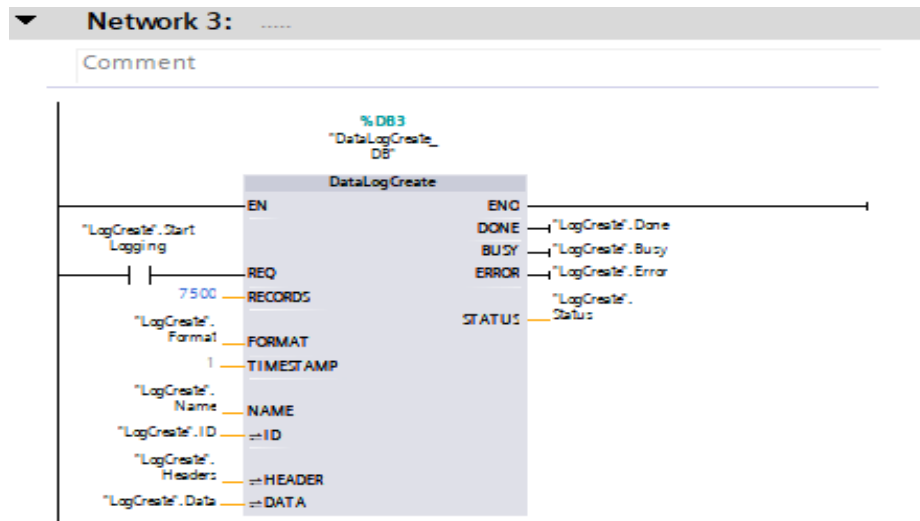 Network 3: .....
Comment
%DB3
"DataLogCreate_
DB"
DataLogCreate
EN
ENO
"LogCreate".Start
Logging
DONE
"LogCreate".Done
BUSY
"LogCreate".Busy
REQ
ERROR
"LogCreate".Error
7500
RECORDS
"LogCreate".
Status
STATUS
"LogCreate".
Format
FORMAT
1
TIMESTAMP
"LogCreate".
Name
NAME
"LogCreate".ID
ID
"LogCreate".
Headers
HEADER
"LogCreate".Data
DATA